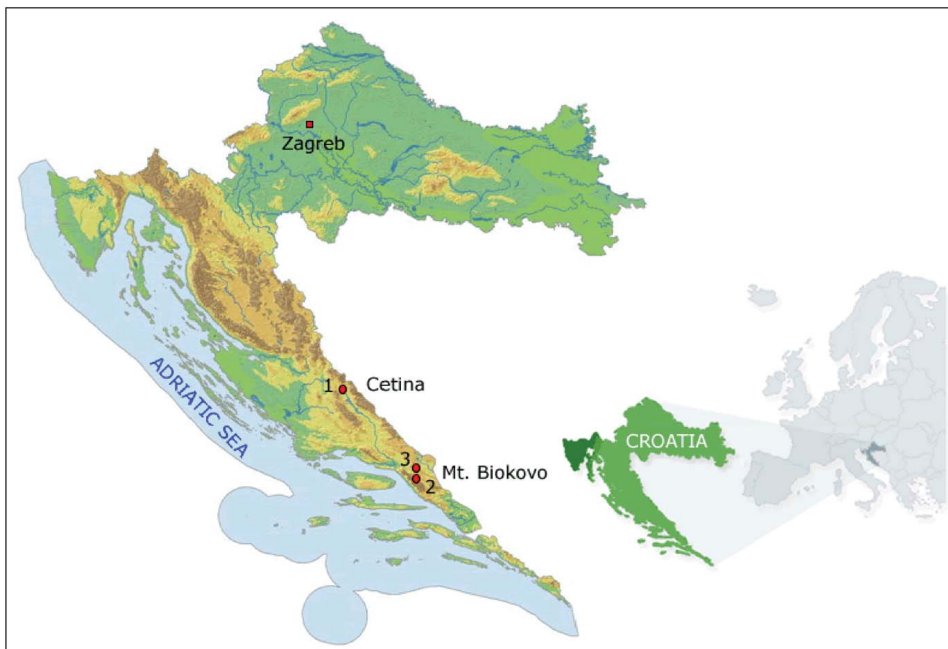 Zagreb
ADRIATIC SEA
1 Cetina
CROATIA
3
Mt. Biokovo
2